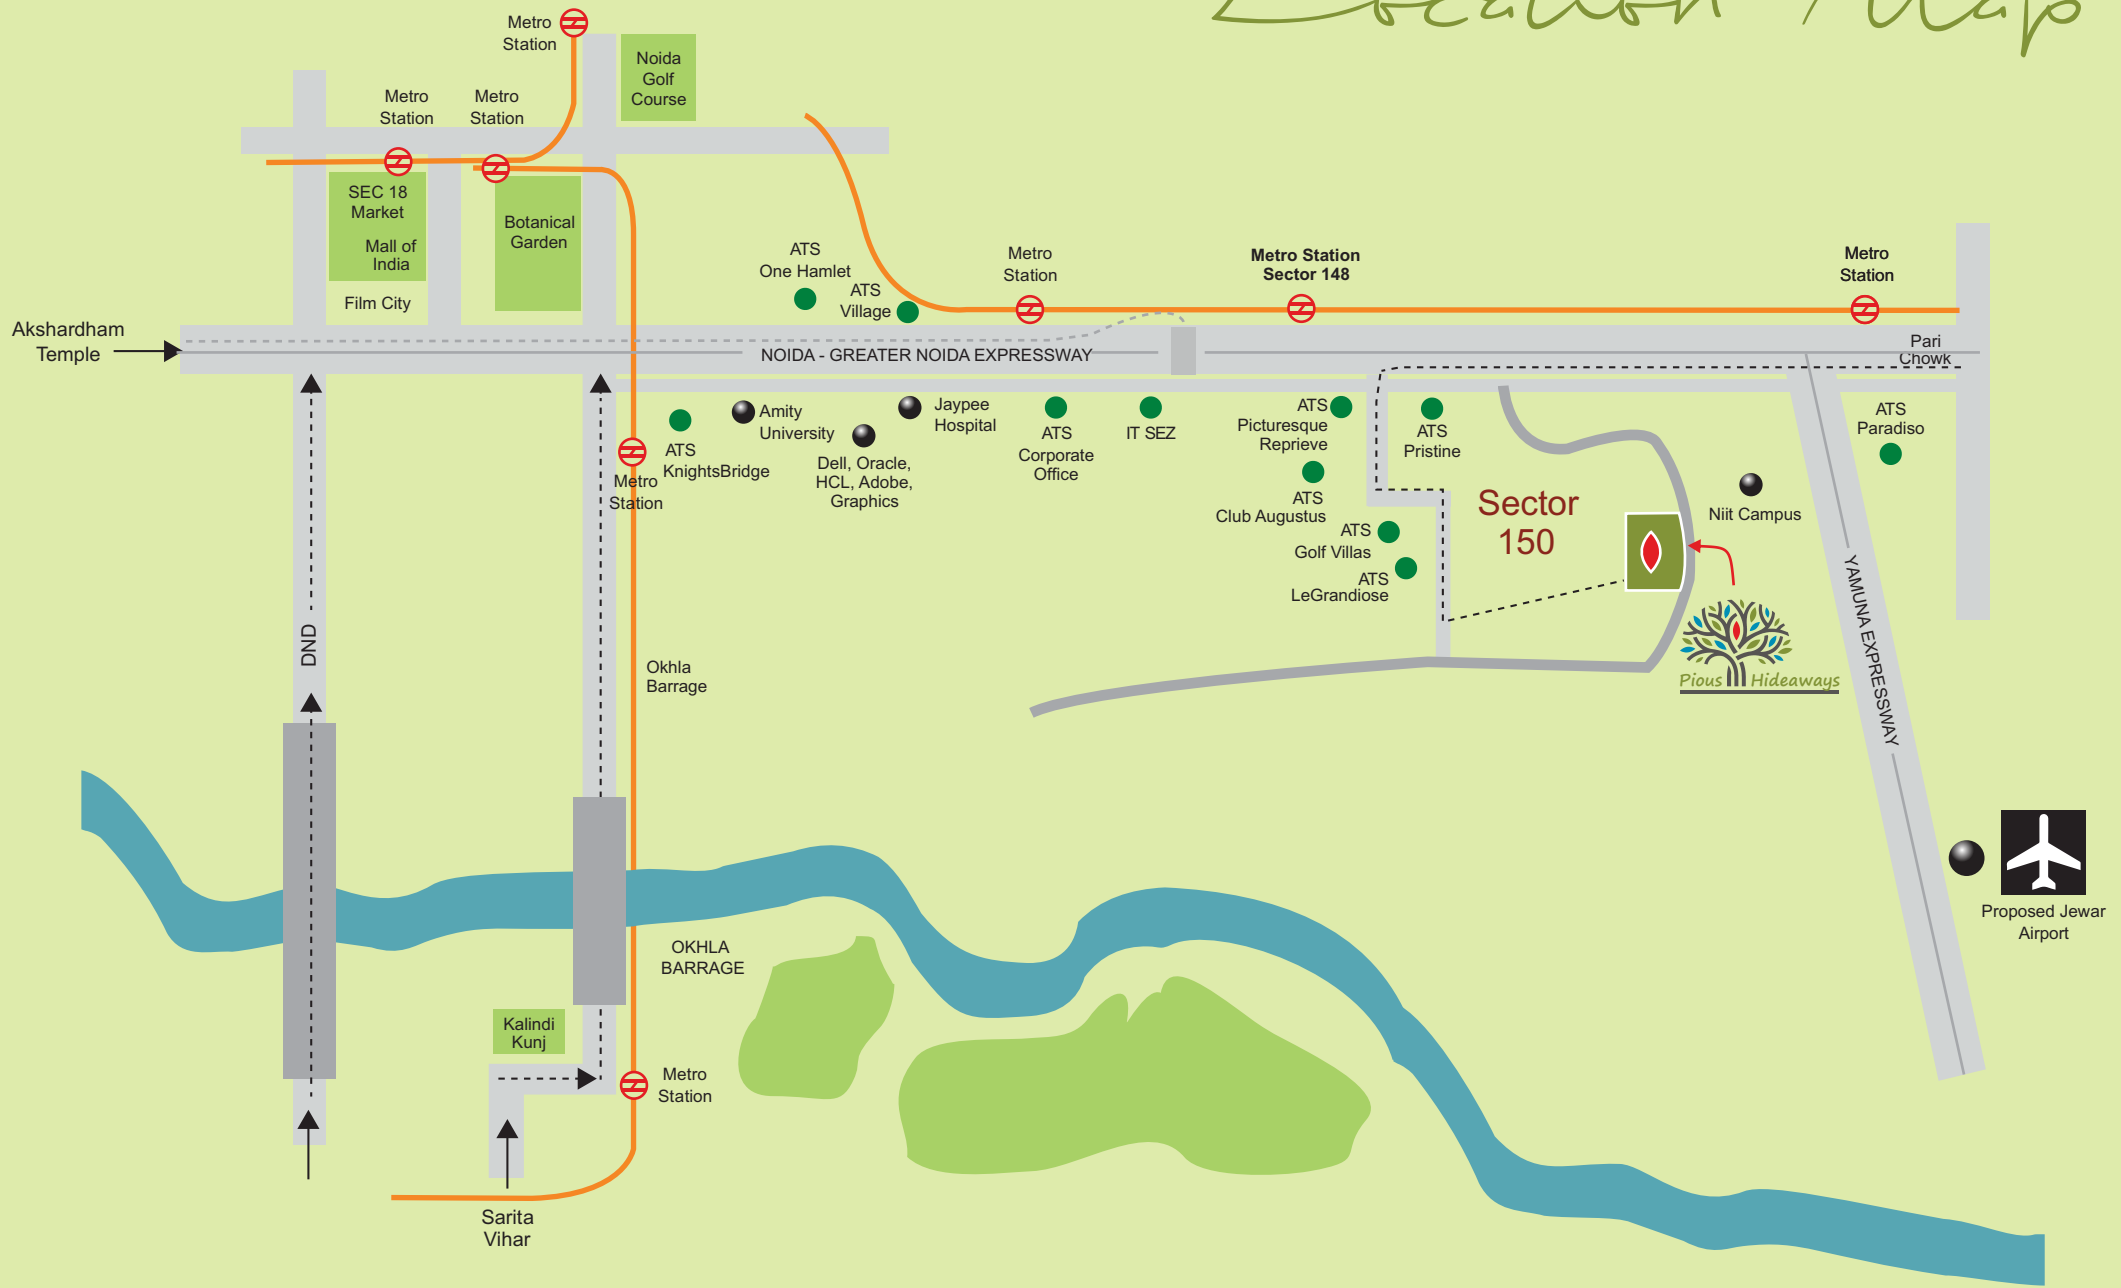 Location Map
Metro
Station
Noida
Golf
Course
Metro
Station
Metro
Station
SEC 18
Market
Mall of
India
Botanical
Garden
Film City
Akshardham
Temple
ATS
One Hamlet
ATS
Village
Metro
Station
Metro Station
Sector 148
Metro
Station
NOIDA - GREATER NOIDA EXPRESSWAY
Pari
Chowk
ATS
KnightsBridge
Metro
Station
Amity
University
Dell, Oracle,
HCL, Adobe,
Graphics
Jaypee
Hospital
ATS
Corporate
Office
IT SEZ
ATS
Picturesque
Reprieve
ATS
Club Augustus
ATS
Golf Villas
ATS
LeGrandiose
ATS
Pristine
Sector
150
Niit Campus
ATS
Paradiso
Pious Hideaways
YAMUNA EXPRESSWAY
DND
Okhla
Barrage
Proposed Jewar
Airport
OKHLA
BARRAGE
Kalindi
Kunj
Metro
Station
Sarita
Vihar